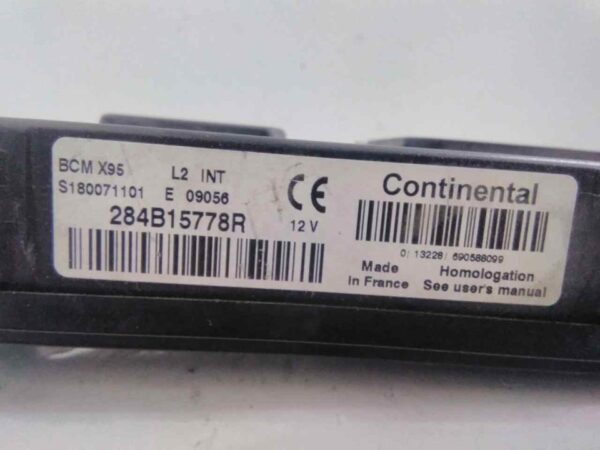 BCM X95 L2 INT
S180071101 E 09056
284B15778R 12 V
CE
Continental
0/ 13228/ 690588099
Made in France
Homologation
See user's manual